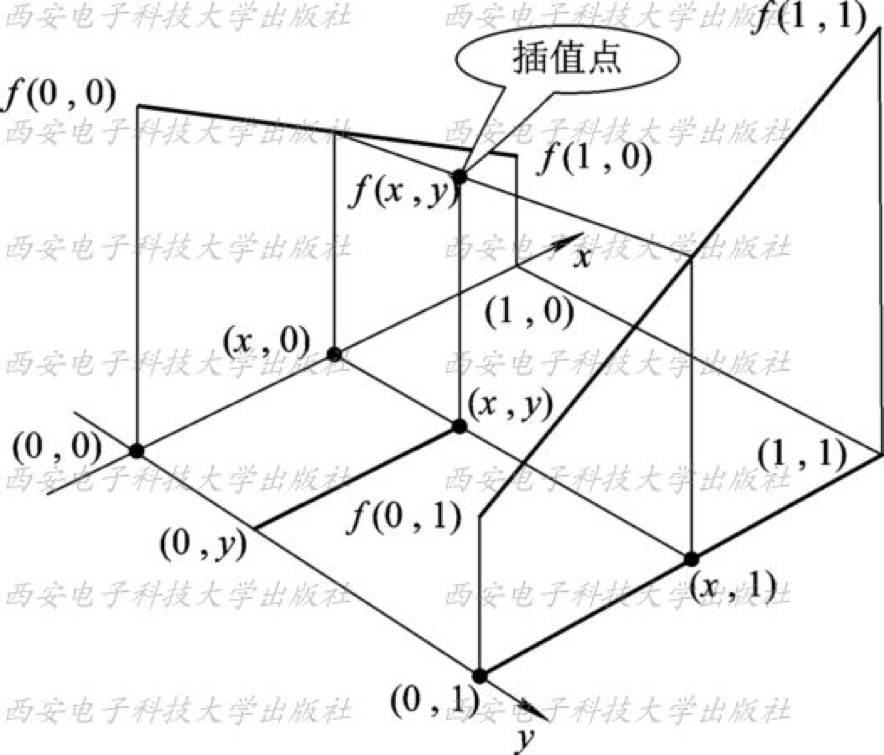 西安电子科技大学出版社 西安电子科技大学出版社
f(1 , 1)
插值点
f(0 , 0)
西安电子科技大学出版社 西安电子科技大学出版社
f(1 , 0)
f(x , y)
西安电子科技大学出版社 西安电子科技大学出版社
x
(1 , 0)
(x , 0)
西安电子科技大学出版社 西安电子科技大学出版社
(x , y)
(0 , 0)
(1 , 1)
西安电子科技大学出版社 西安电子科技大学出版社
f(0 , 1)
(0 , y)
西安电子科技大学出版社 西安电子科技大学出版社
(x , 1)
(0 , 1)
西安电子科技大学出版社 西安电子科技大学出版社
y